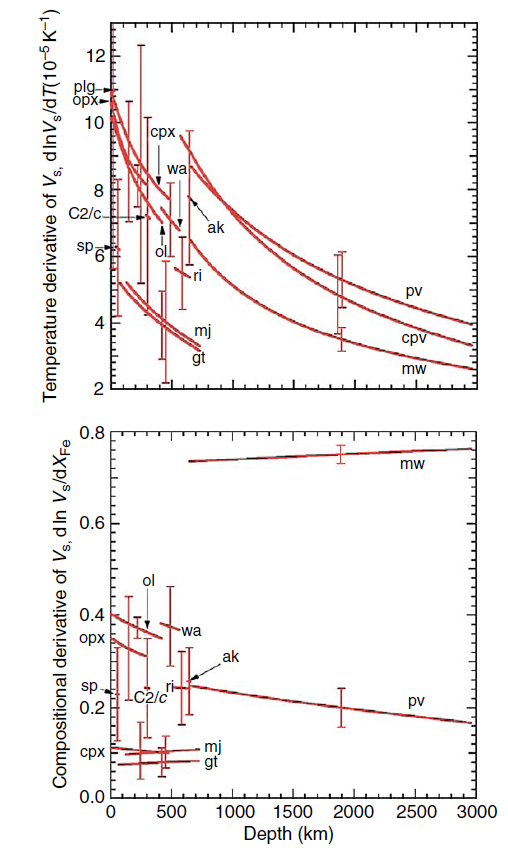 Temperature derivative of Vs, dlnVs/dT(10−5 K−1)
12
10
8
6
4
2
plg
opx
cpx
wa
C2/c
ak
sp
ol
ri
mj
gt
pv
cpv
mw
Compositional derivative of Vs, dln Vs/dXFe
0.8
0.6
0.4
0.2
0.0
mw
ol
opx
wa
ak
sp
C2/c
ri
pv
cpx
mj
gt
0 500 1000 1500 2000 2500 3000
Depth (km)